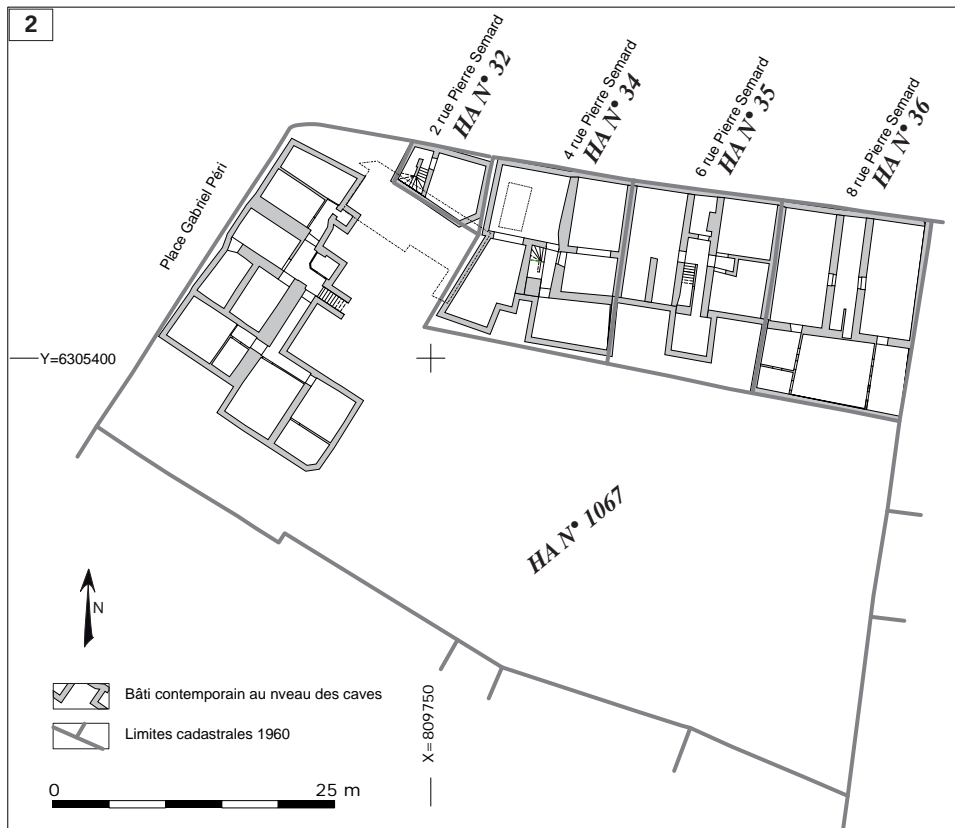 2
2 rue Pierre Semard
HA N° 32
4 rue Pierre Semard
HA N° 34
6 rue Pierre Semard
HA N° 35
8 rue Pierre Semard
HA N° 36
Place Gabriel Péri
Y=6305400
HA N° 1067
N
Bâti contemporain au nveau des caves
Limites cadastrales 1960
X= 809750
0 25 m